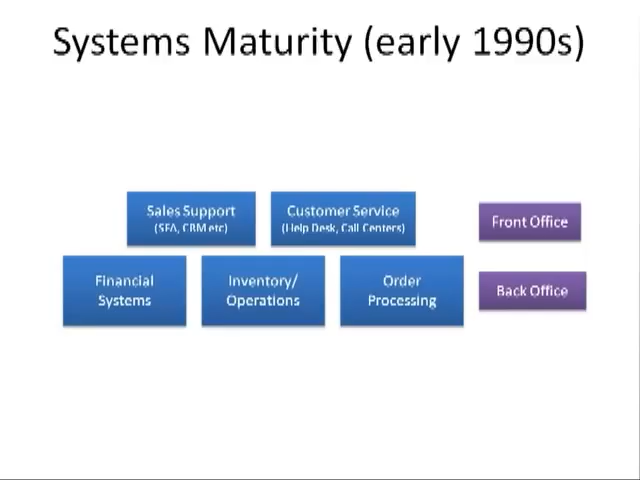 Systems Maturity (early 1990s)
Sales Support
(SFA, CRM etc)
Customer Service
(Help Desk, Call Centers)
Front Office
Financial
Systems
Inventory/
Operations
Order
Processing
Back Office